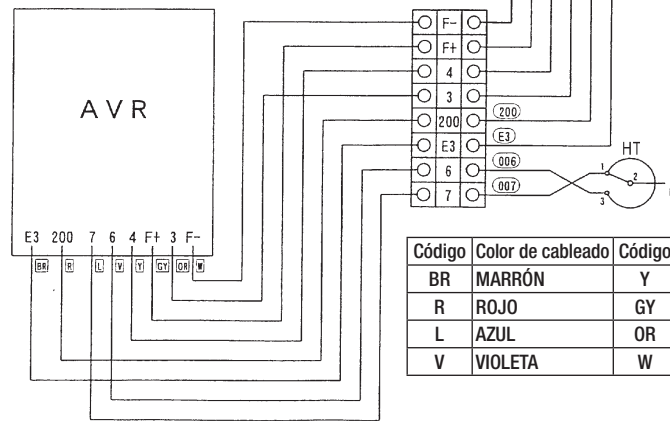 AVR
E3 200 7 6 4 F+ 3 F-
BR R L V Y GY OR W
F-
F+
4
3
200
E3
6
7
200
E3
006
007
HT
1
2
3
Código Color de cableado Código
BR MARRÓN Y
R ROJO GY
L AZUL OR
V VIOLETA W